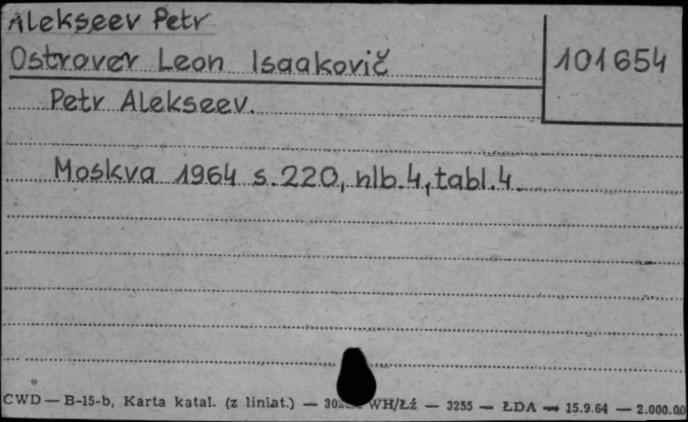 Alekseev Petr
Ostrover Leon Isaakovič
101654
Petr Alekseev.
Moskva 1964 s. 220, nlb. 4, tabl. 4.
CWD — B-15-b, Karta katal. (z liniat.) — WH/Łź — 3255 — ŁDA — 15.9.64 — 2.000.00